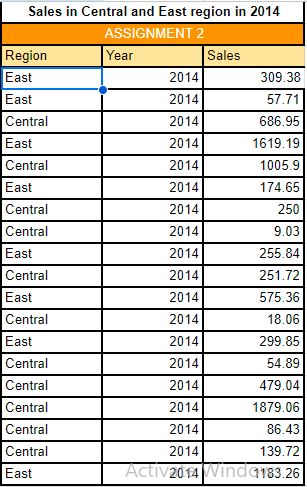 Sales in Central and East region in 2014
ASSIGNMENT 2
Region Year Sales
East 2014 309.38
East 2014 57.71
Central 2014 686.95
East 2014 1619.19
Central 2014 1005.9
East 2014 174.65
Central 2014 250
Central 2014 9.03
East 2014 255.84
Central 2014 251.72
East 2014 575.36
Central 2014 18.06
East 2014 299.85
Central 2014 54.89
Central 2014 479.04
Central 2014 1879.06
Central 2014 86.43
Central 2014 139.72
East 2014 1183.26
Activate Windows